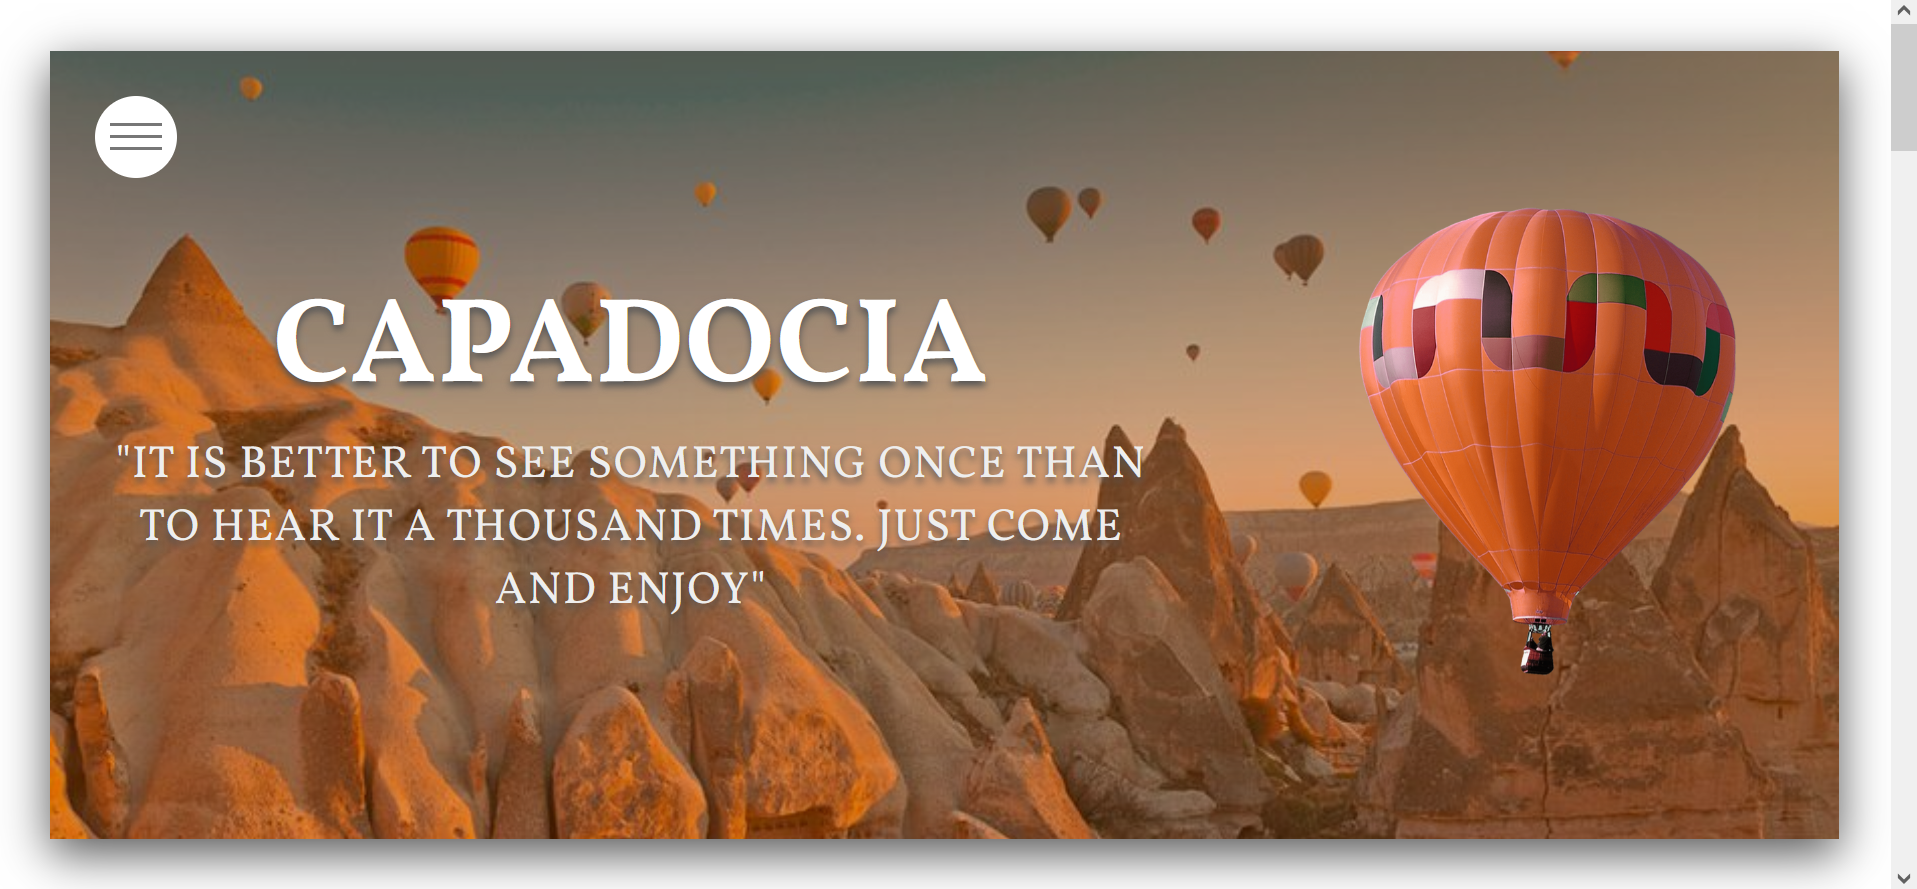 CAPADOCIA
"IT IS BETTER TO SEE SOMETHING ONCE THAN
TO HEAR IT A THOUSAND TIMES. JUST COME
AND ENJOY"